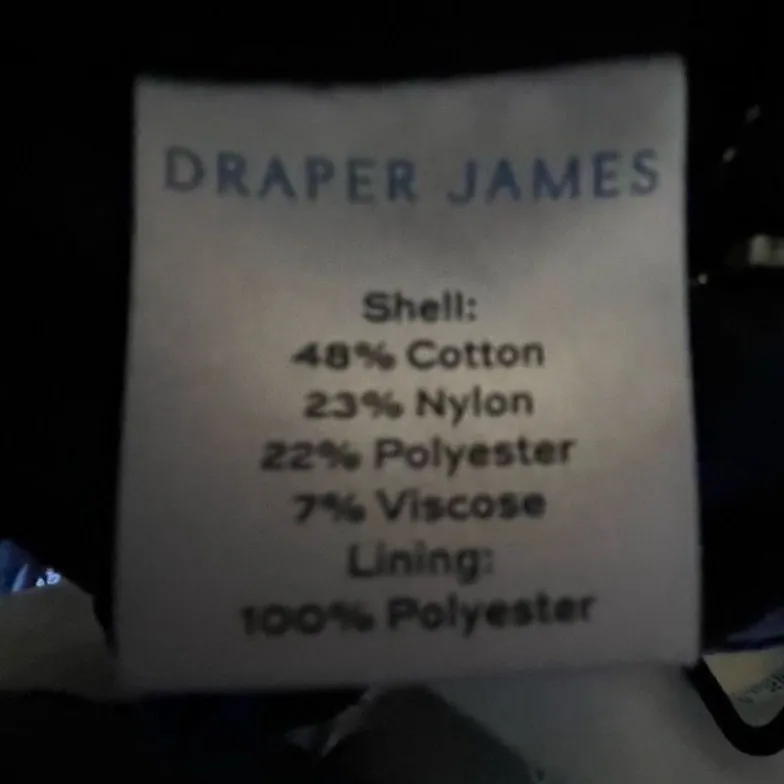 DRAPER JAMES
Shell:
48% Cotton
23% Nylon
22% Polyester
7% Viscose
Lining:
100% Polyester